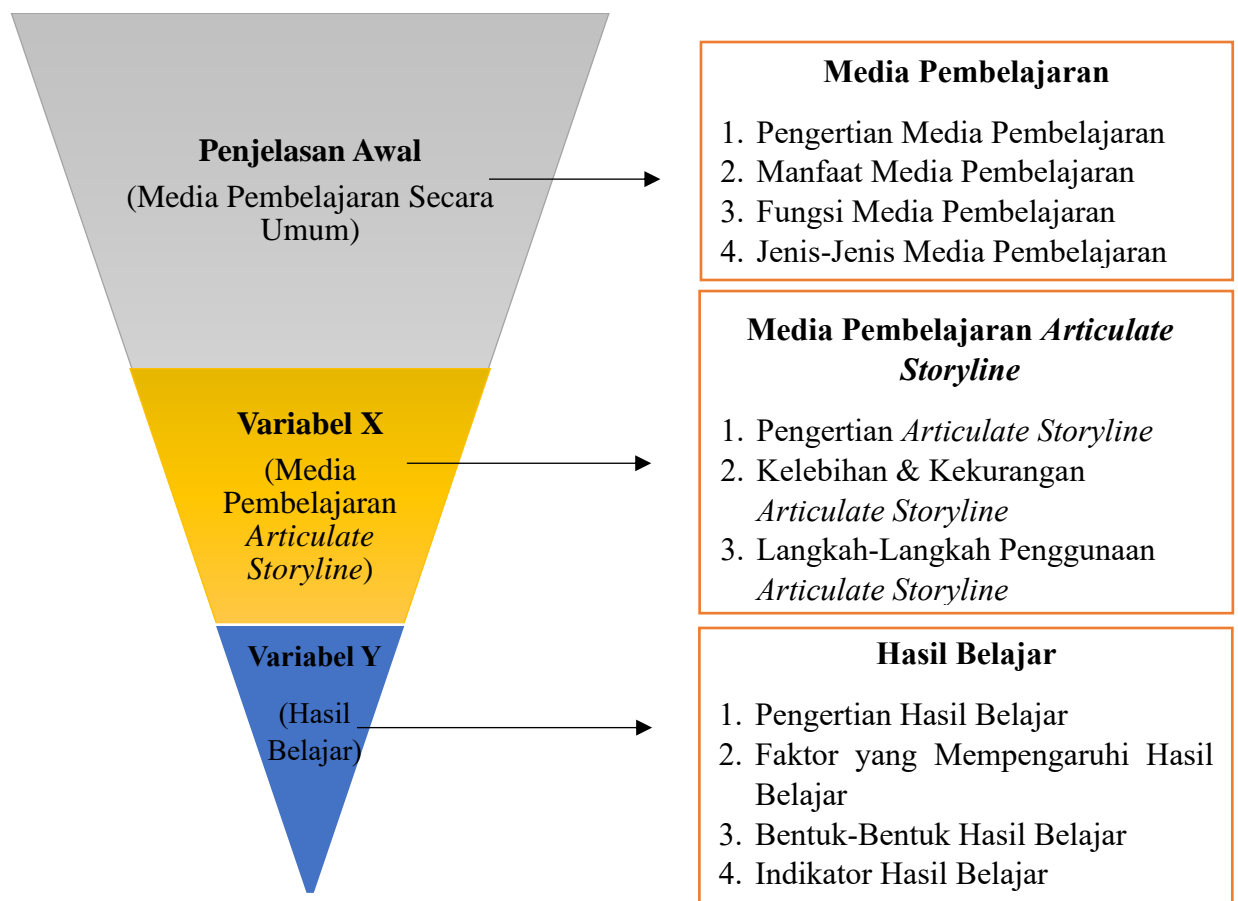 Penjelasan Awal
(Media Pembelajaran Secara
Umum)
Media Pembelajaran
1. Pengertian Media Pembelajaran
2. Manfaat Media Pembelajaran
3. Fungsi Media Pembelajaran
4. Jenis-Jenis Media Pembelajaran
Variabel X
(Media
Pembelajaran
Articulate
Storyline)
Media Pembelajaran Articulate
Storyline
1. Pengertian Articulate Storyline
2. Kelebihan & Kekurangan
Articulate Storyline
3. Langkah-Langkah Penggunaan
Articulate Storyline
Variabel Y
(Hasil
Belajar)
Hasil Belajar
1. Pengertian Hasil Belajar
2. Faktor yang Mempengaruhi Hasil
Belajar
3. Bentuk-Bentuk Hasil Belajar
4. Indikator Hasil Belajar